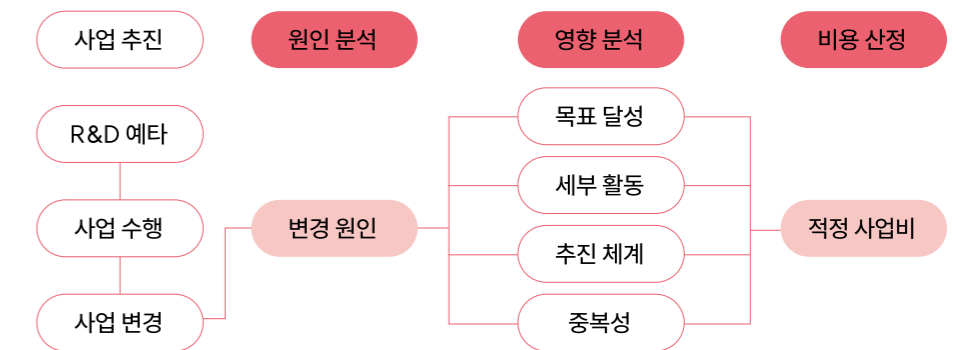 사업 추진
원인 분석
영향 분석
비용 산정
R&D 예타
사업 수행
사업 변경
변경 원인
목표 달성
세부 활동
추진 체계
중복성
적정 사업비